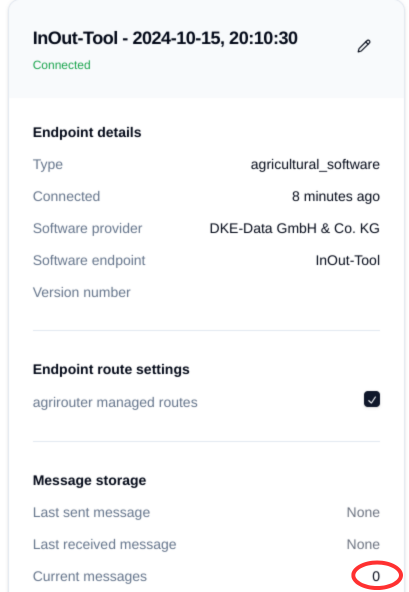 InOut-Tool - 2024-10-15, 20:10:30
Connected
Endpoint details
Type agricultural_software
Connected 8 minutes ago
Software provider DKE-Data GmbH & Co. KG
Software endpoint InOut-Tool
Version number
Endpoint route settings
agrirouter managed routes
Message storage
Last sent message None
Last received message None
Current messages 0